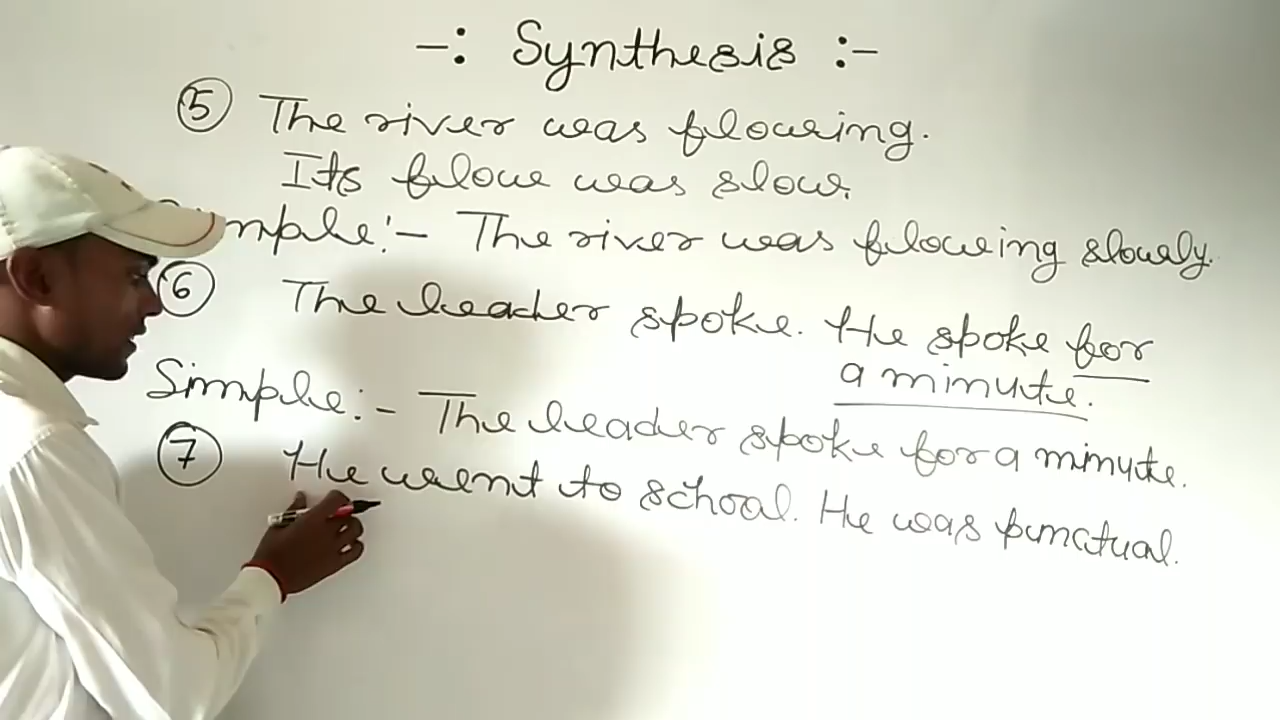 -: Synthesis :-
⑤ The river was flowing.
Its flow was slow.
mple:- The river was flowing slowly.
⑥ The leader spoke. He spoke for
a minute.
Simple:- The leader spoke for a minute.
⑦ He went to school. He was punctual.